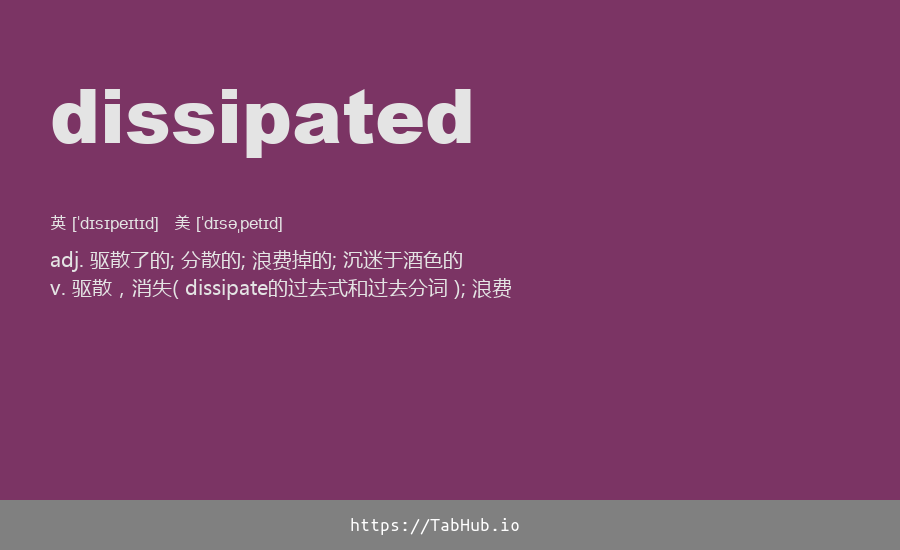 dissipated
英 [ˈdɪsɪpeɪtɪd] 美 [ˈdɪsəˌpetɪd]
adj. 驱散了的; 分散的; 浪费掉的; 沉迷于酒色的
v. 驱散，消失( dissipate的过去式和过去分词 ); 浪费
https://TabHub.io